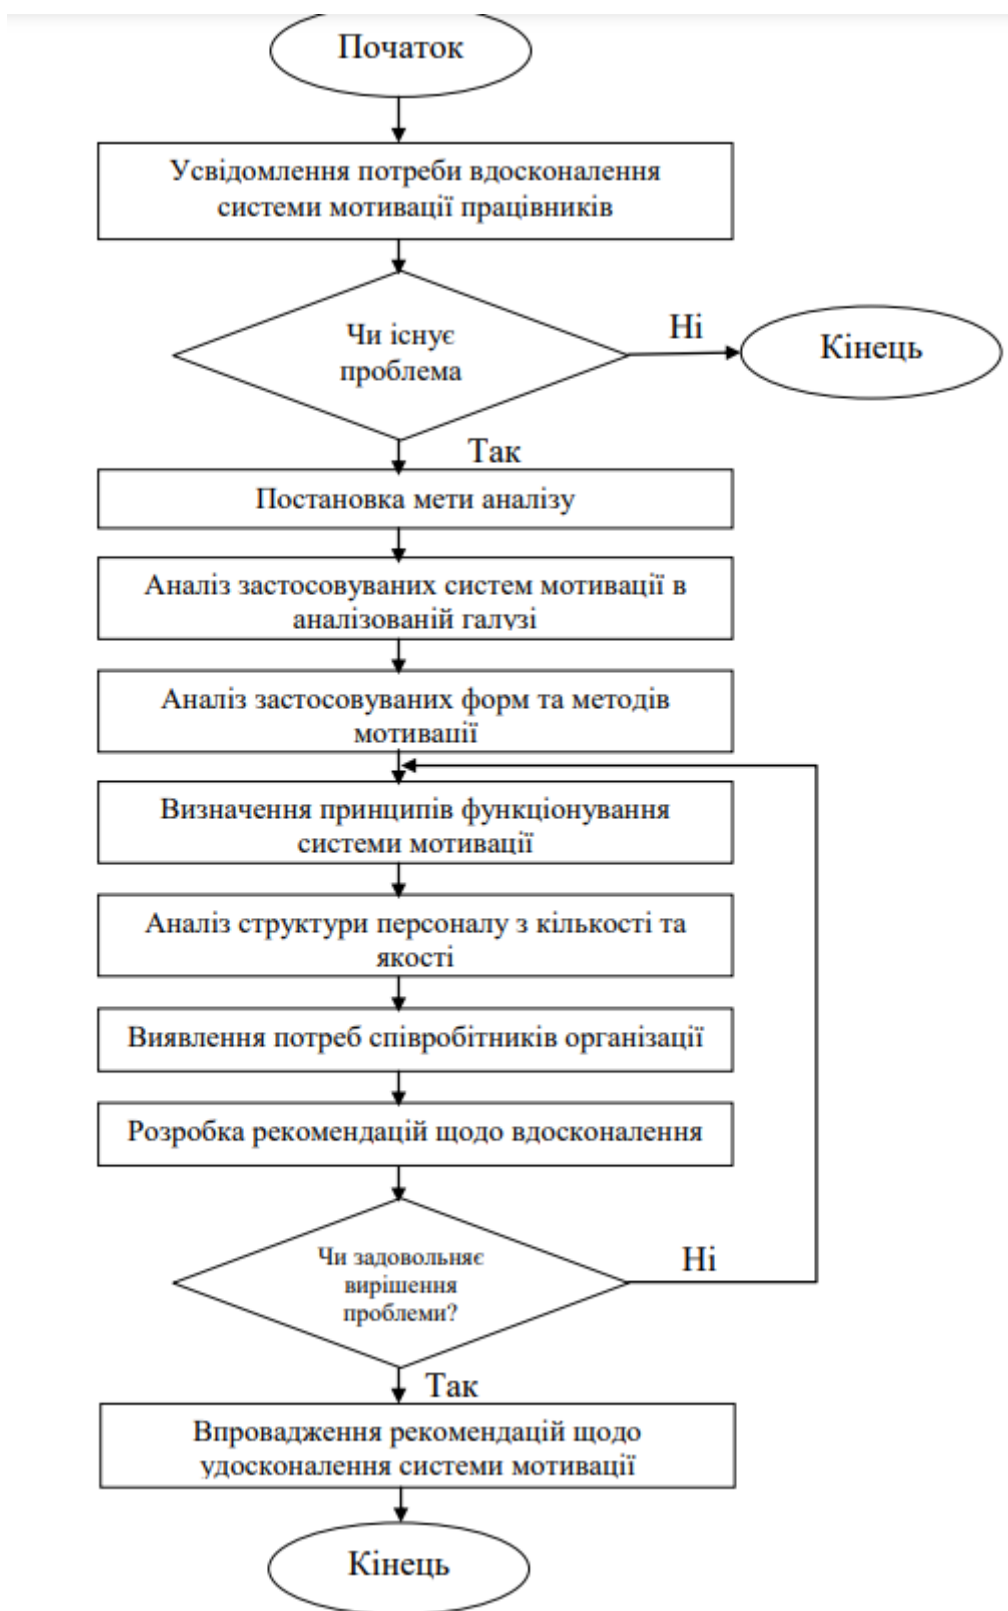 Початок
Усвідомлення потреби вдосконалення
системи мотивації працівників
Чи існує
проблема
Ні
Кінець
Так
Постановка мети аналізу
Аналіз застосовуваних систем мотивації в
аналізованій галузі
Аналіз застосовуваних форм та методів
мотивації
Визначення принципів функціонування
системи мотивації
Аналіз структури персоналу з кількості та
якості
Виявлення потреб співробітників організації
Розробка рекомендацій щодо вдосконалення
Чи задовольняє
вирішення
проблеми?
Ні
Так
Впровадження рекомендацій щодо
удосконалення системи мотивації
Кінець